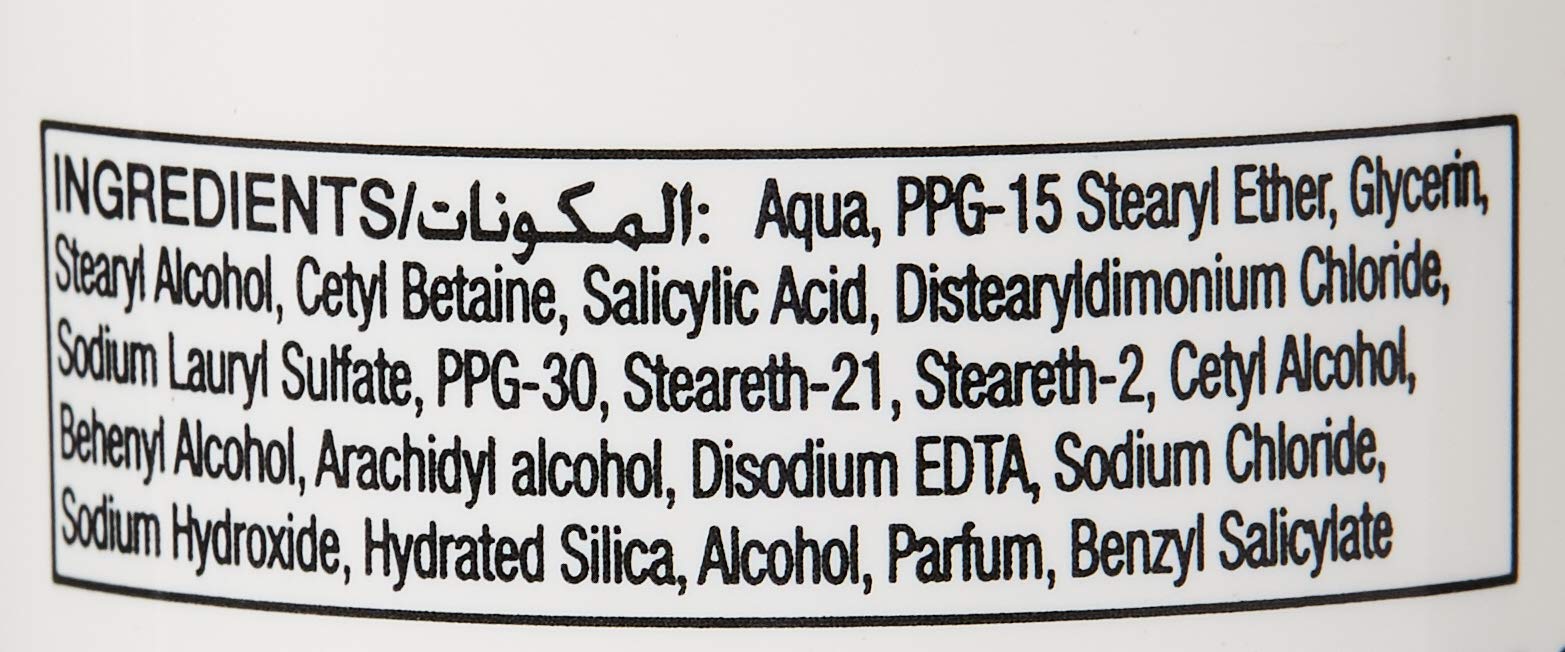 INGREDIENTS/المكونات: Aqua, PPG-15 Stearyl Ether, Glycerin,
Stearyl Alcohol, Cetyl Betaine, Salicylic Acid, Distearyldimonium Chloride,
Sodium Lauryl Sulfate, PPG-30, Steareth-21, Steareth-2, Cetyl Alcohol,
Behenyl Alcohol, Arachidyl alcohol, Disodium EDTA, Sodium Chloride,
Sodium Hydroxide, Hydrated Silica, Alcohol, Parfum, Benzyl Salicylate